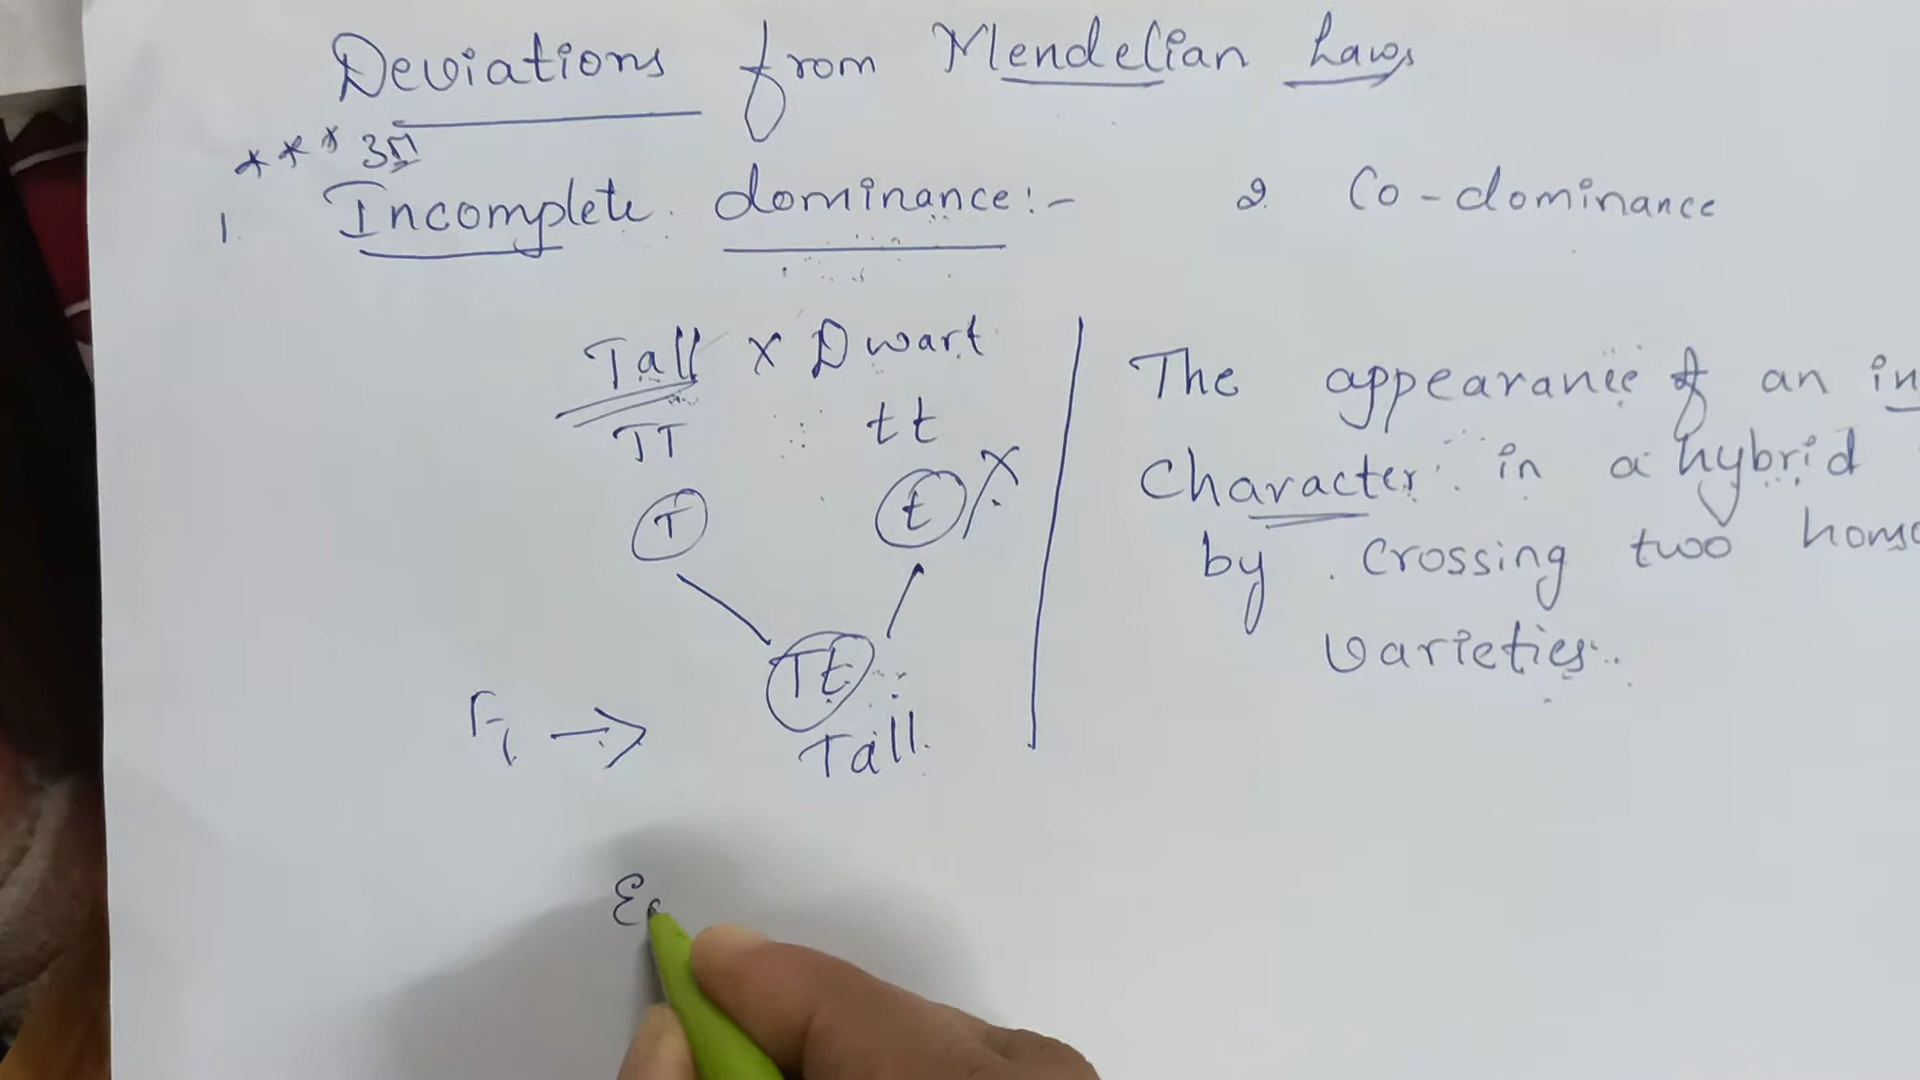 Deviations from Mendelian Laws
*** 3M
1. Incomplete dominance:-
2. Co-dominance
Tall x Dwart
TT tt
T t X
Tt
F1 → Tall.
The appearance of an in
Character in a hybrid
by crossing two homo
varieties.